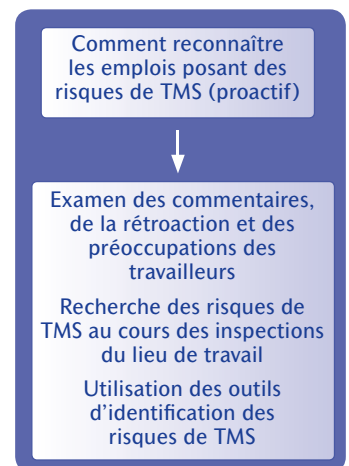 Comment reconnaître
les emplois posant des
risques de TMS (proactif)
Examen des commentaires,
de la rétroaction et des
préoccupations des
travailleurs
Recherche des risques de
TMS au cours des inspections
du lieu de travail
Utilisation des outils
d'identification des
risques de TMS